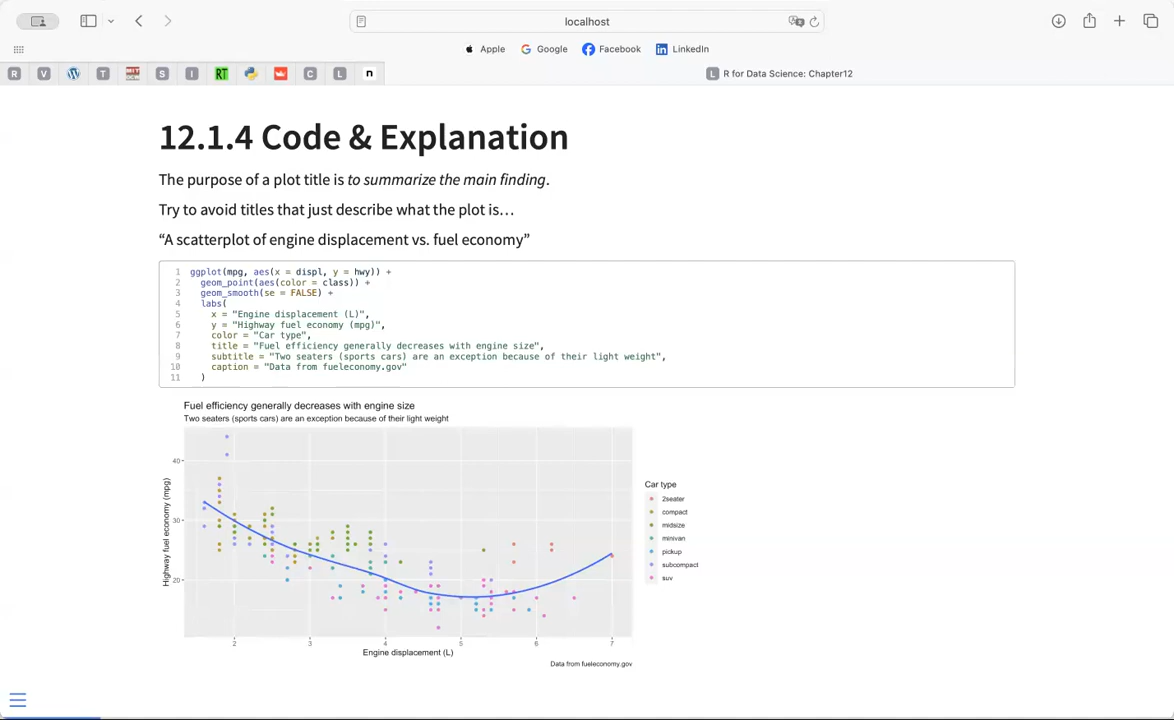 localhost
Apple Google Facebook LinkedIn
R V W T MIT S I RT C L n L R for Data Science: Chapter12
12.1.4 Code & Explanation
The purpose of a plot title is to summarize the main finding.
Try to avoid titles that just describe what the plot is…
“A scatterplot of engine displacement vs. fuel economy”
1 ggplot(mpg, aes(x = displ, y = hwy)) +
2 geom_point(aes(color = class)) +
3 geom_smooth(se = FALSE) +
4 labs(
5 x = "Engine displacement (L)",
6 y = "Highway fuel economy (mpg)",
7 color = "Car type",
8 title = "Fuel efficiency generally decreases with engine size",
9 subtitle = "Two seaters (sports cars) are an exception because of their light weight",
10 caption = "Data from fueleconomy.gov"
11 )
Fuel efficiency generally decreases with engine size
Two seaters (sports cars) are an exception because of their light weight
Highway fuel economy (mpg)
40
30
20
2 3 4 5 6 7
Engine displacement (L)
Data from fueleconomy.gov
Car type
2seater
compact
midsize
minivan
pickup
subcompact
suv